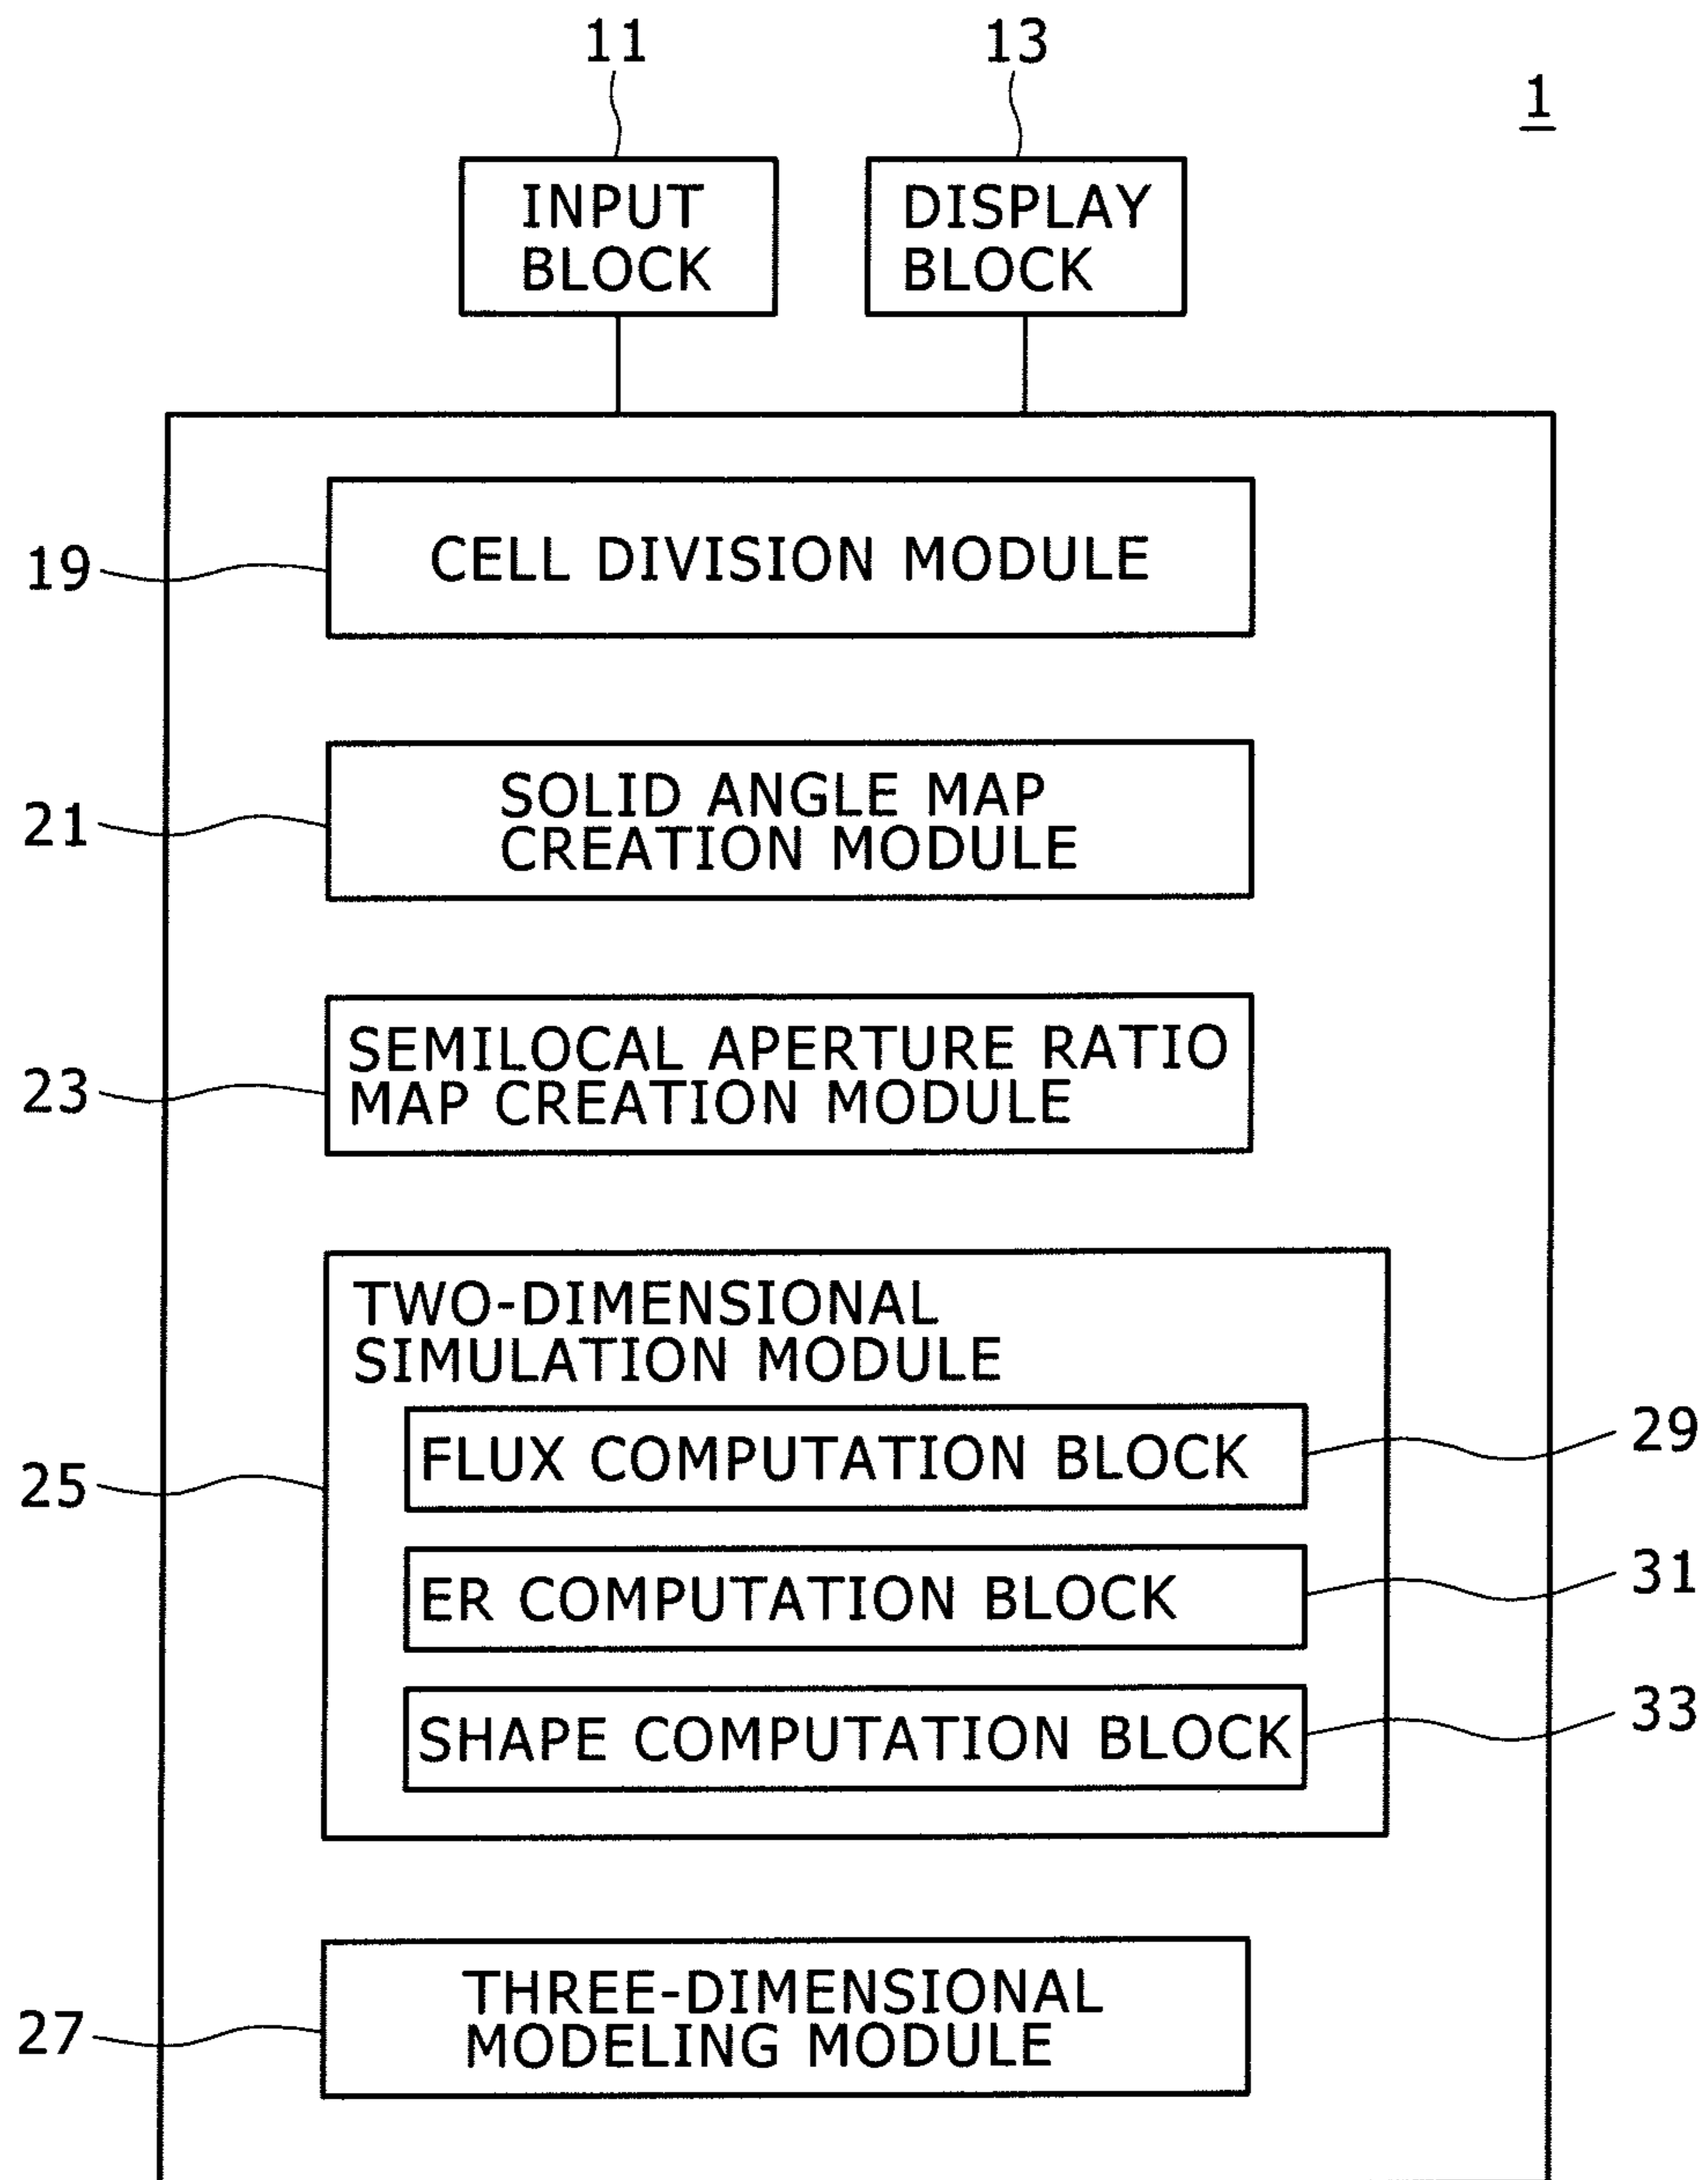 11
13
1
INPUT
BLOCK
DISPLAY
BLOCK
19
CELL DIVISION MODULE
21
SOLID ANGLE MAP
CREATION MODULE
23
SEMILOCAL APERTURE RATIO
MAP CREATION MODULE
25
TWO-DIMENSIONAL
SIMULATION MODULE
FLUX COMPUTATION BLOCK
29
ER COMPUTATION BLOCK
31
SHAPE COMPUTATION BLOCK
33
27
THREE-DIMENSIONAL
MODELING MODULE